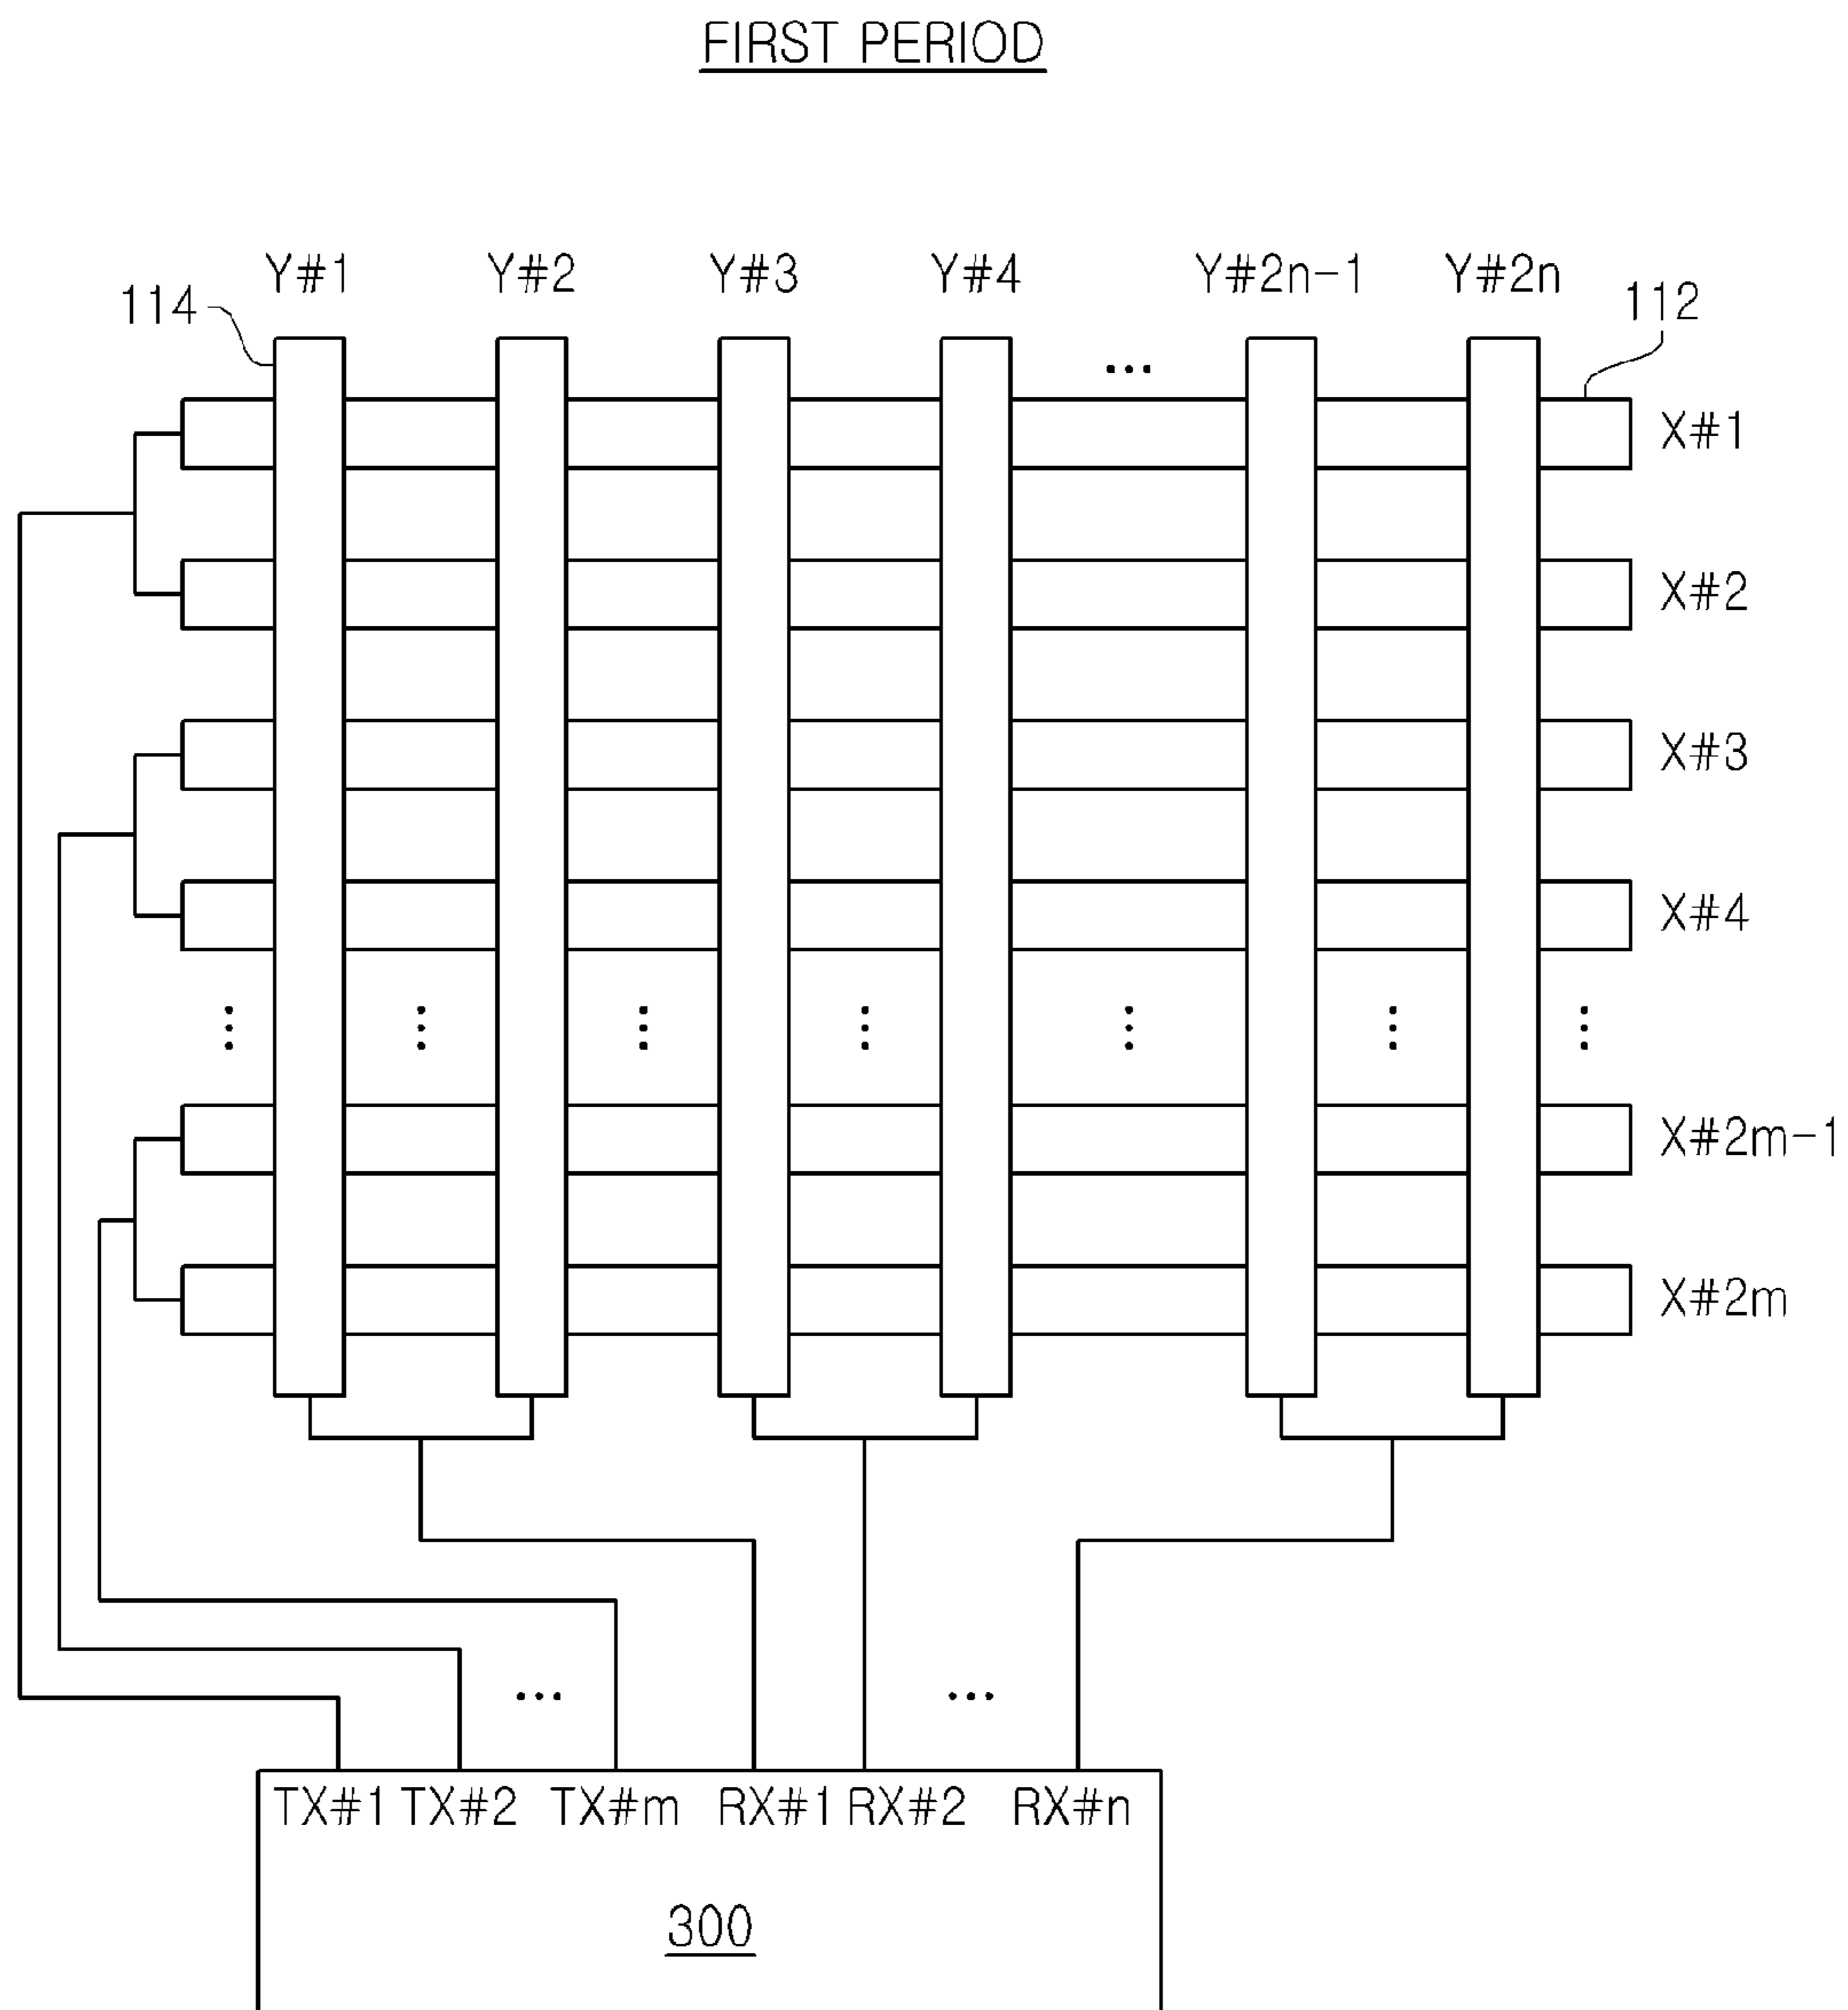 FIRST PERIOD
Y#1 Y#2 Y#3 Y#4 Y#2n-1 Y#2n
114 112
...
X#1
X#2
X#3
X#4
X#2m-1
X#2m
... ...
TX#1 TX#2 TX#m RX#1 RX#2 RX#n
300